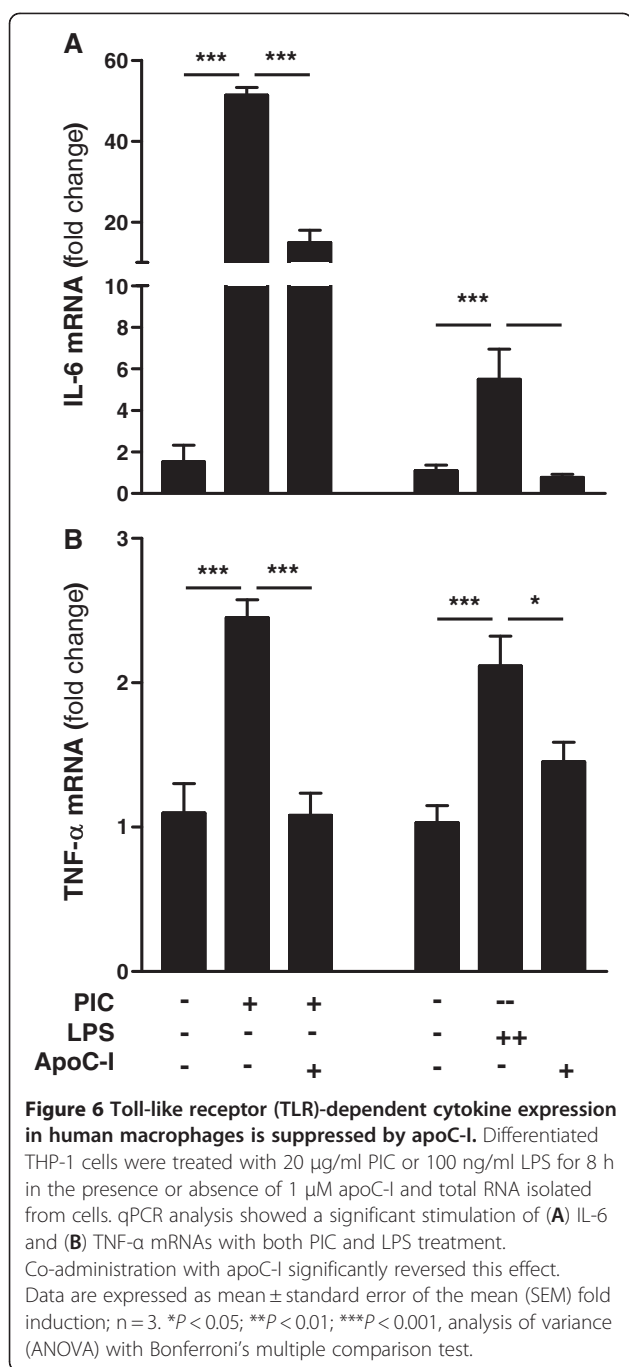 A
*** ***
60
40
20
10
8
6
4
2
0
***
IL-6 mRNA (fold change)
B
3
2
1
0
*** ***
*** *
TNF-α mRNA (fold change)
PIC - + + - --
LPS - - - - ++
ApoC-I - - + - - +
Figure 6 Toll-like receptor (TLR)-dependent cytokine expression
in human macrophages is suppressed by apoC-I. Differentiated
THP-1 cells were treated with 20 μg/ml PIC or 100 ng/ml LPS for 8 h
in the presence or absence of 1 μM apoC-I and total RNA isolated
from cells. qPCR analysis showed a significant stimulation of (A) IL-6
and (B) TNF-α mRNAs with both PIC and LPS treatment.
Co-administration with apoC-I significantly reversed this effect.
Data are expressed as mean ± standard error of the mean (SEM) fold
induction; n = 3. *P < 0.05; **P < 0.01; ***P < 0.001, analysis of variance
(ANOVA) with Bonferroni's multiple comparison test.